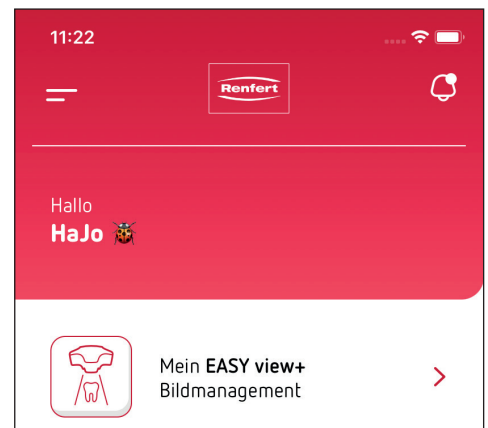 11:22
Renfert
Hallo
HaJo 🐞
Mein EASY view+
Bildmanagement